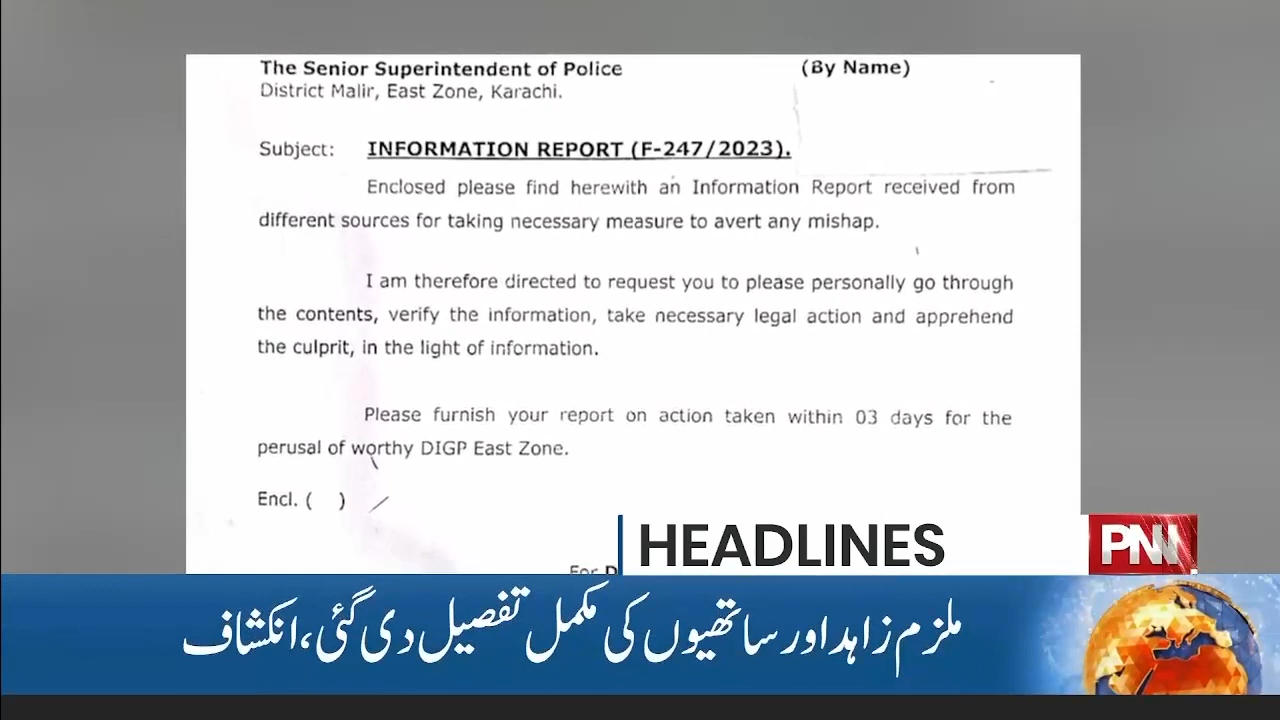 The Senior Superintendent of Police (By Name)
District Malir, East Zone, Karachi.
Subject: INFORMATION REPORT (F-247/2023).
Enclosed please find herewith an Information Report received from
different sources for taking necessary measure to avert any mishap.
I am therefore directed to request you to please personally go through
the contents, verify the information, take necessary legal action and apprehend
the culprit, in the light of information.
Please furnish your report on action taken within 03 days for the
perusal of worthy DIGP East Zone.
Encl. ( )
For D
HEADLINES
PNN
ملزم زاہد اور ساتھیوں کی مکمل تفصیل دی گئی، انکشاف